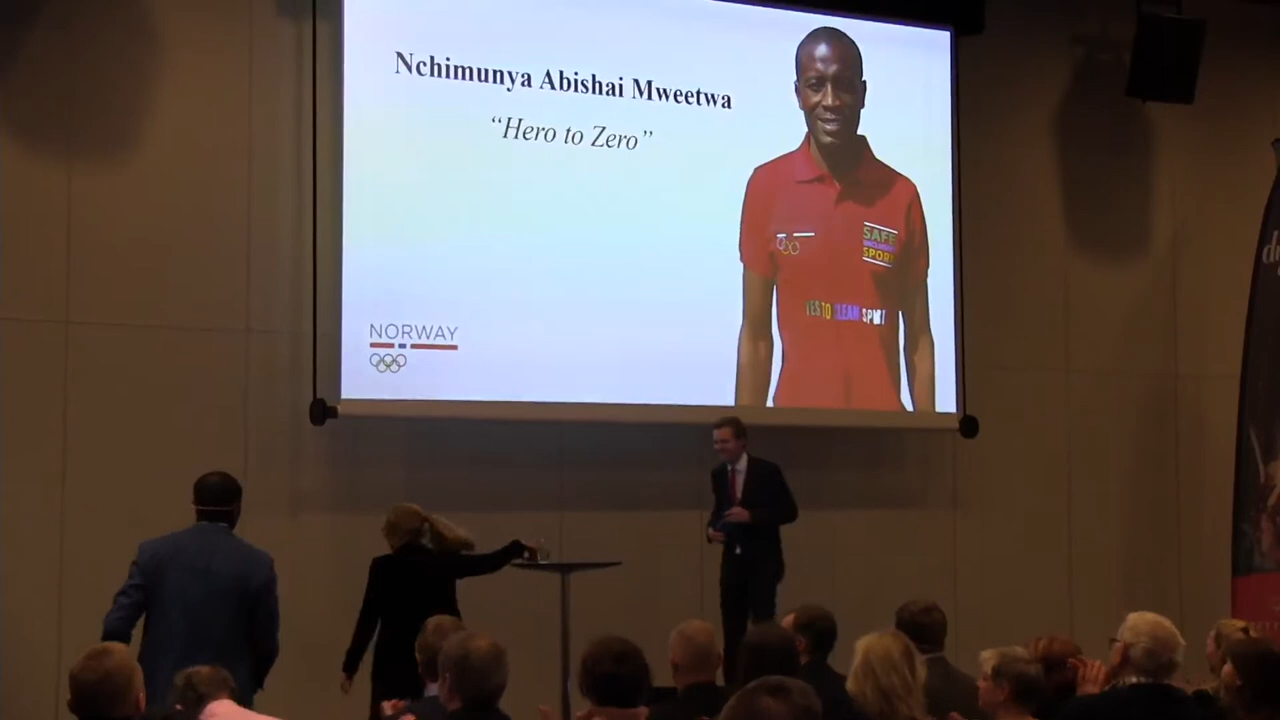 Nchimunya Abishai Mweetwa
“Hero to Zero”
SAFE
SPORT
YES TO CLEAN SPORT
NORWAY